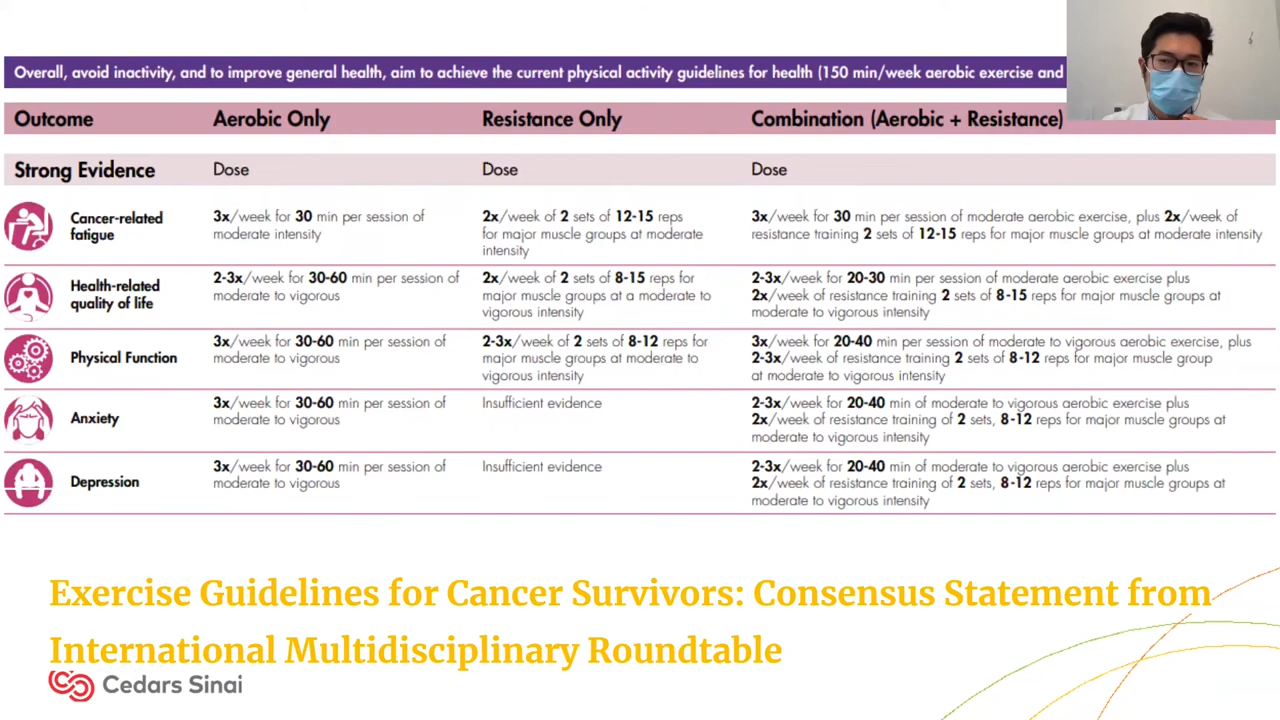 Overall, avoid inactivity, and to improve general health, aim to achieve the current physical activity guidelines for health (150 min/week aerobic exercise and
Outcome Aerobic Only Resistance Only Combination (Aerobic + Resistance)
Strong Evidence Dose Dose Dose
Cancer-related
fatigue
3x/week for 30 min per session of
moderate intensity
2x/week of 2 sets of 12-15 reps
for major muscle groups at moderate
intensity
3x/week for 30 min per session of moderate aerobic exercise, plus 2x/week of
resistance training 2 sets of 12-15 reps for major muscle groups at moderate intensity
Health-related
quality of life
2-3x/week for 30-60 min per session of
moderate to vigorous
2x/week of 2 sets of 8-15 reps for
major muscle groups at a moderate to
vigorous intensity
2-3x/week for 20-30 min per session of moderate aerobic exercise plus
2x/week of resistance training 2 sets of 8-15 reps for major muscle groups at
moderate to vigorous intensity
Physical Function
3x/week for 30-60 min per session of
moderate to vigorous
2-3x/week of 2 sets of 8-12 reps for
major muscle groups at moderate to
vigorous intensity
3x/week for 20-40 min per session of moderate to vigorous aerobic exercise, plus
2-3x/week of resistance training 2 sets of 8-12 reps for major muscle group
at moderate to vigorous intensity
Anxiety
3x/week for 30-60 min per session of
moderate to vigorous
Insufficient evidence
2-3x/week for 20-40 min of moderate to vigorous aerobic exercise plus
2x/week of resistance training of 2 sets, 8-12 reps for major muscle groups at
moderate to vigorous intensity
Depression
3x/week for 30-60 min per session of
moderate to vigorous
Insufficient evidence
2-3x/week for 20-40 min of moderate to vigorous aerobic exercise plus
2x/week of resistance training of 2 sets, 8-12 reps for major muscle groups at
moderate to vigorous intensity
Exercise Guidelines for Cancer Survivors: Consensus Statement from
International Multidisciplinary Roundtable
Cedars Sinai